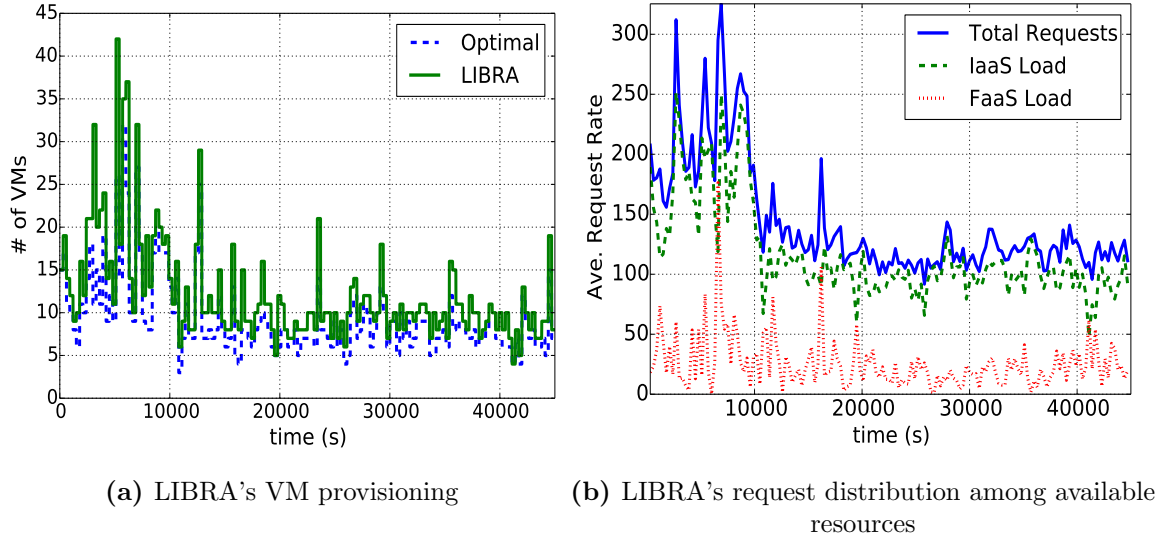 45
40
35
30
25
20
15
10
5
0
# of VMs
Optimal
LIBRA
0 10000 20000 30000 40000
time (s)
300
250
200
150
100
50
0
Ave. Request Rate
Total Requests
IaaS Load
FaaS Load
10000 20000 30000 40000
time (s)
(a) LIBRA's VM provisioning
(b) LIBRA's request distribution among available
resources